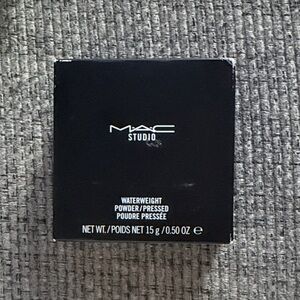 MAC
STUDIO
WATERWEIGHT
POWDER/PRESSED
POUDRE PRESSÉE
NET WT./POIDS NET 15 g/0.50 OZ ℮